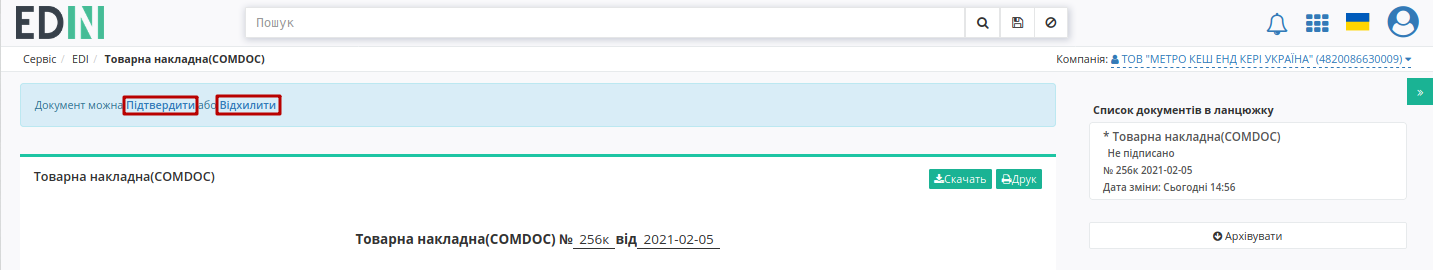 EDIN
Пошук
Сервіс / EDI / Товарна накладна(COMDOC)
Компанія: ТОВ "МЕТРО КЕШ ЕНД КЕРІ УКРАЇНА" (4820086630009)
Документ можна Підтвердити або Відхилити
»
Список документів в ланцюжку
* Товарна накладна(COMDOC)
Не підписано
№ 256к 2021-02-05
Дата зміни: Сьогодні 14:56
Архівувати
Товарна накладна(COMDOC)
Скачать Друк
Товарна накладна(COMDOC) № 256к від 2021-02-05